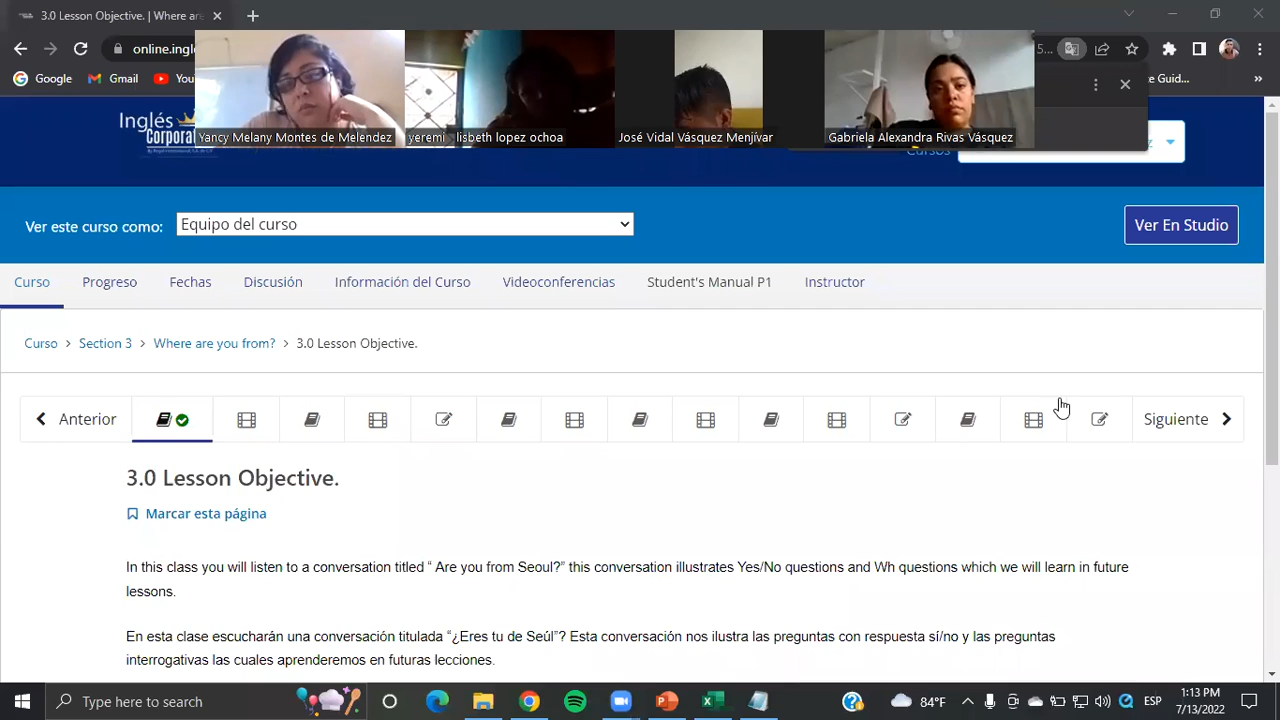 3.0 Lesson Objective. | Where are
online.ingl
5...
Google
Gmail
You
e Guid...
Yancy Melany Montes de Melendez
yeremi lisbeth lopez ochoa
José Vidal Vásquez Menjívar
Gabriela Alexandra Rivas Vásquez
Inglés
Corporat
Cursos
Ver este curso como:
Equipo del curso
Ver En Studio
Curso
Progreso
Fechas
Discusión
Información del Curso
Videoconferencias
Student's Manual P1
Instructor
Curso > Section 3 > Where are you from? > 3.0 Lesson Objective.
Anterior
Siguiente
3.0 Lesson Objective.
Marcar esta página
In this class you will listen to a conversation titled “ Are you from Seoul?” this conversation illustrates Yes/No questions and Wh questions which we will learn in future
lessons.
En esta clase escucharán una conversación titulada “¿Eres tu de Seúl”? Esta conversación nos ilustra las preguntas con respuesta sí/no y las preguntas
interrogativas las cuales aprenderemos en futuras lecciones.
Type here to search
84°F
ESP
1:13 PM
7/13/2022